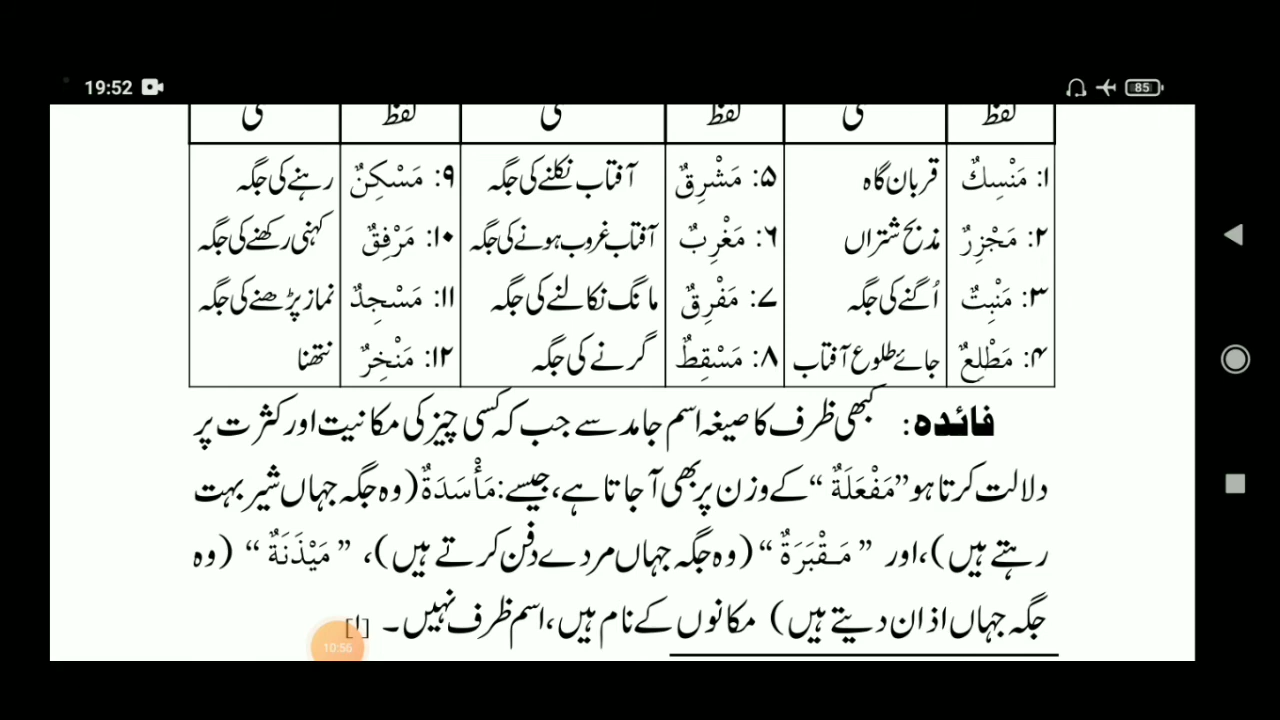 19:52
85
لفظ لفظ لفظ
۱: مَنْسِكٌ قربان گاہ ۵: مَشْرِقٌ آفتاب نکلنے کی جگہ ۹: مَسْكِنٌ رہنے کی جگہ
۲: مَجْزِرٌ مذبح شتراں ۶: مَغْرِبٌ آفتاب غروب ہونے کی جگہ ۱۰: مَرْفِقٌ کہنی رکھنے کی جگہ
۳: مَنْبِتٌ اُگنے کی جگہ ۷: مَفْرِقٌ مانگ نکالنے کی جگہ ۱۱: مَسْجِدٌ نماز پڑھنے کی جگہ
۴: مَطْلِعٌ جائے طلوع آفتاب ۸: مَسْقِطٌ گرنے کی جگہ ۱۲: مَنْخِرٌ نتھنا
فائدہ: کبھی ظرف کا صیغہ اسم جامد سے جب کہ کسی چیز کی مکانیت اور کثرت پر
دلالت کرتا ہو ”مَفْعَلَةٌ“ کے وزن پر بھی آجاتا ہے، جیسے: مَأْسَدَةٌ (وہ جگہ جہاں شیر بہت
رہتے ہیں)، اور ”مَقْبَرَةٌ“ (وہ جگہ جہاں مردے دفن کرتے ہیں)، ”مَيْذَنَةٌ“ (وہ
جگہ جہاں اذان دیتے ہیں) مکانوں کے نام ہیں، اسم ظرف نہیں۔ [۱]
10:56